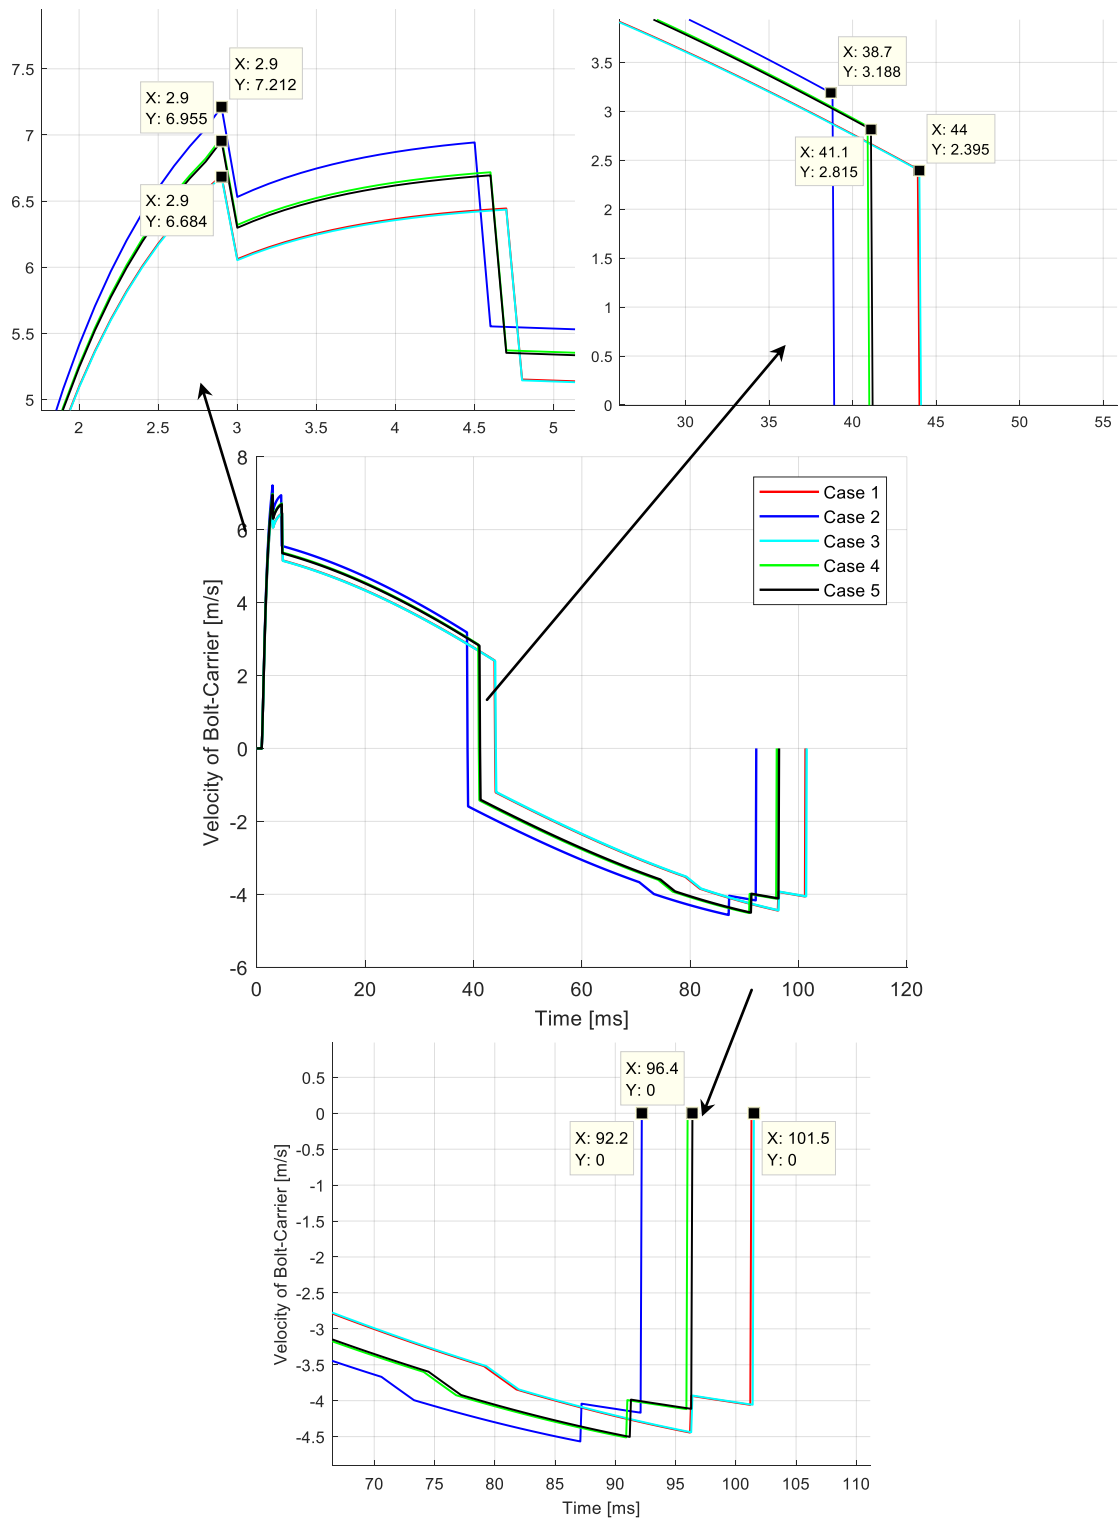 7.5
7
6.5
6
5.5
5
2
2.5
3
3.5
4
4.5
5
X: 2.9
Y: 7.212
X: 2.9
Y: 6.955
X: 2.9
Y: 6.684
3.5
3
2.5
2
1.5
1
0.5
0
30
35
40
45
50
55
X: 38.7
Y: 3.188
X: 44
Y: 2.395
X: 41.1
Y: 2.815
Velocity of Bolt-Carrier [m/s]
8
6
4
2
0
-2
-4
-6
0
20
40
60
80
100
120
Time [ms]
Case 1
Case 2
Case 3
Case 4
Case 5
Velocity of Bolt-Carrier [m/s]
0.5
0
-0.5
-1
-1.5
-2
-2.5
-3
-3.5
-4
-4.5
70
75
80
85
90
95
100
105
110
Time [ms]
X: 96.4
Y: 0
X: 92.2
Y: 0
X: 101.5
Y: 0